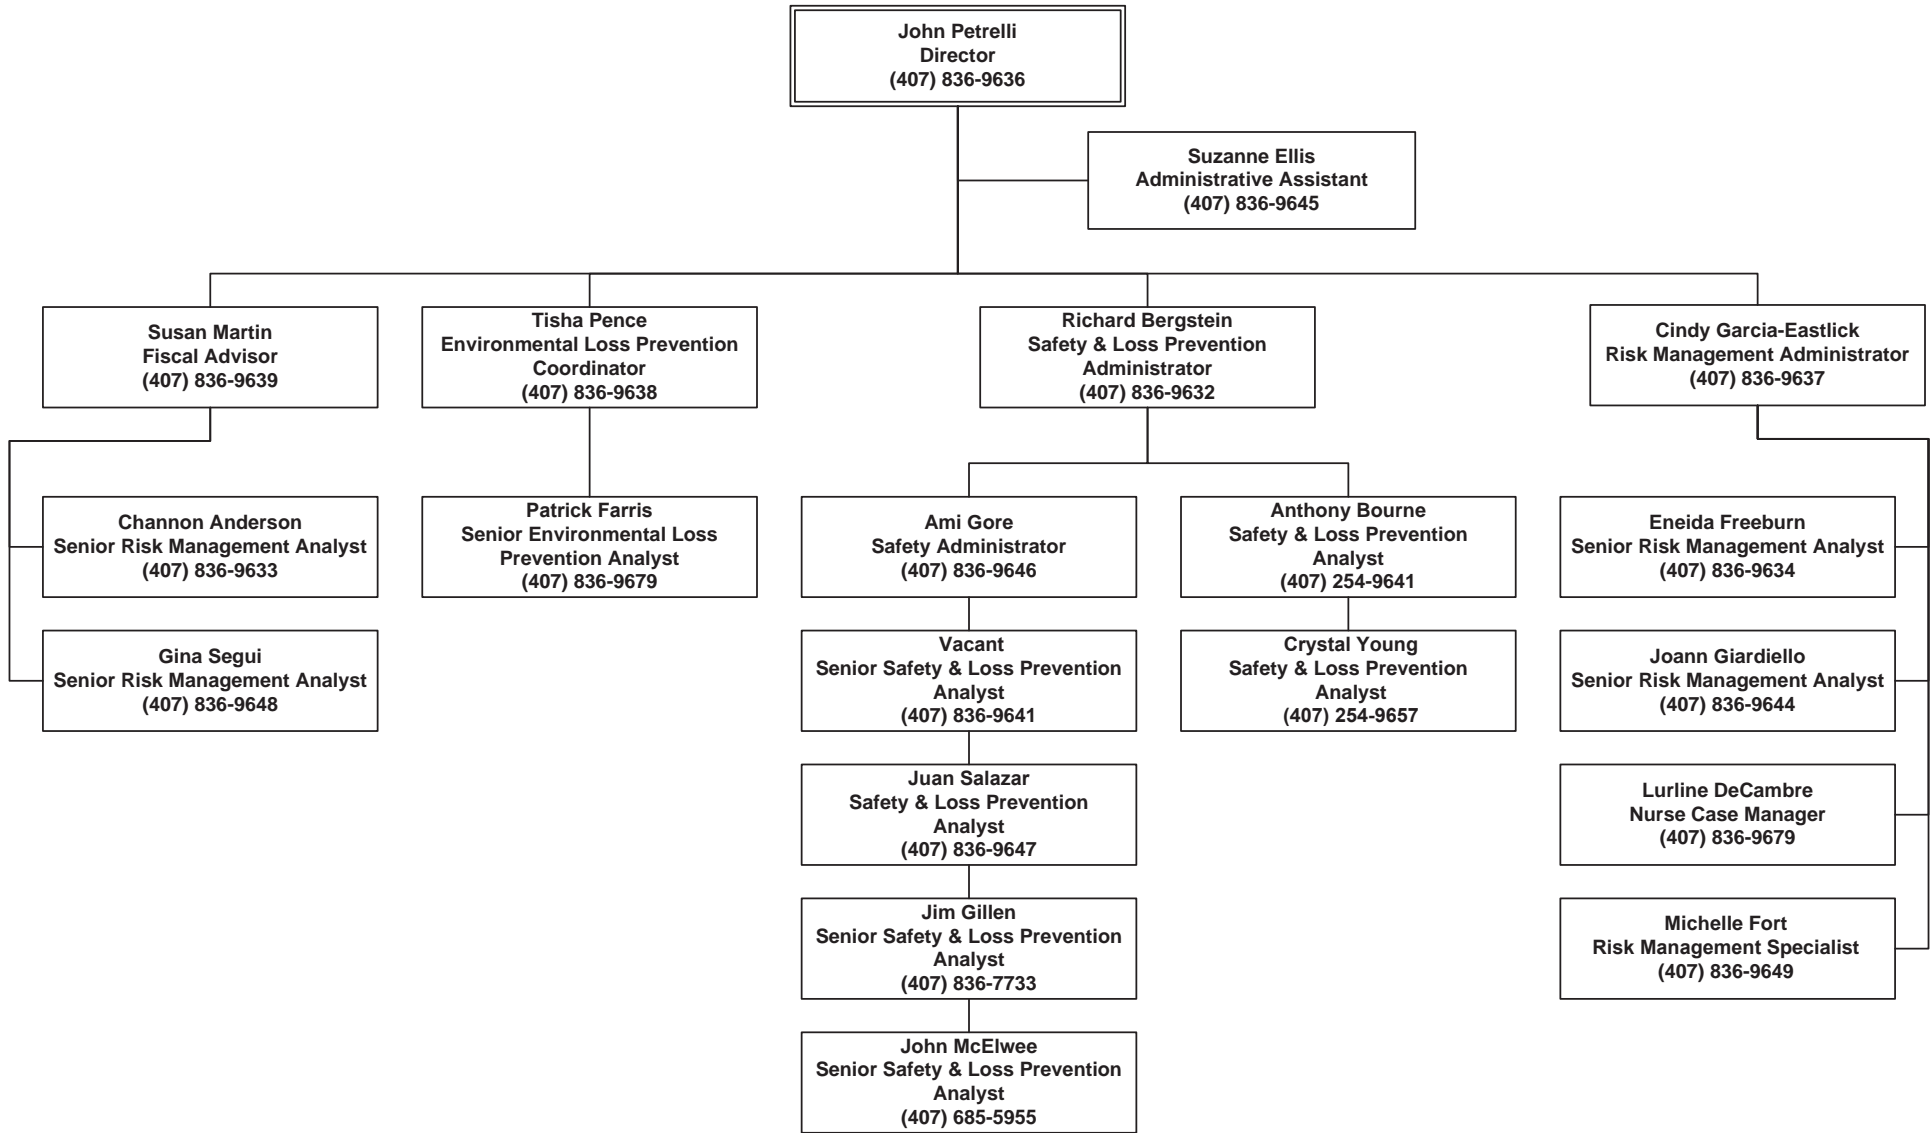 John Petrelli
Director
(407) 836-9636
Suzanne Ellis
Administrative Assistant
(407) 836-9645
Susan Martin
Fiscal Advisor
(407) 836-9639
Tisha Pence
Environmental Loss Prevention
Coordinator
(407) 836-9638
Richard Bergstein
Safety & Loss Prevention
Administrator
(407) 836-9632
Cindy Garcia-Eastlick
Risk Management Administrator
(407) 836-9637
Channon Anderson
Senior Risk Management Analyst
(407) 836-9633
Gina Segui
Senior Risk Management Analyst
(407) 836-9648
Patrick Farris
Senior Environmental Loss
Prevention Analyst
(407) 836-9679
Ami Gore
Safety Administrator
(407) 836-9646
Vacant
Senior Safety & Loss Prevention
Analyst
(407) 836-9641
Juan Salazar
Safety & Loss Prevention
Analyst
(407) 836-9647
Jim Gillen
Senior Safety & Loss Prevention
Analyst
(407) 836-7733
John McElwee
Senior Safety & Loss Prevention
Analyst
(407) 685-5955
Anthony Bourne
Safety & Loss Prevention
Analyst
(407) 254-9641
Crystal Young
Safety & Loss Prevention
Analyst
(407) 254-9657
Eneida Freeburn
Senior Risk Management Analyst
(407) 836-9634
Joann Giardiello
Senior Risk Management Analyst
(407) 836-9644
Lurline DeCambre
Nurse Case Manager
(407) 836-9679
Michelle Fort
Risk Management Specialist
(407) 836-9649